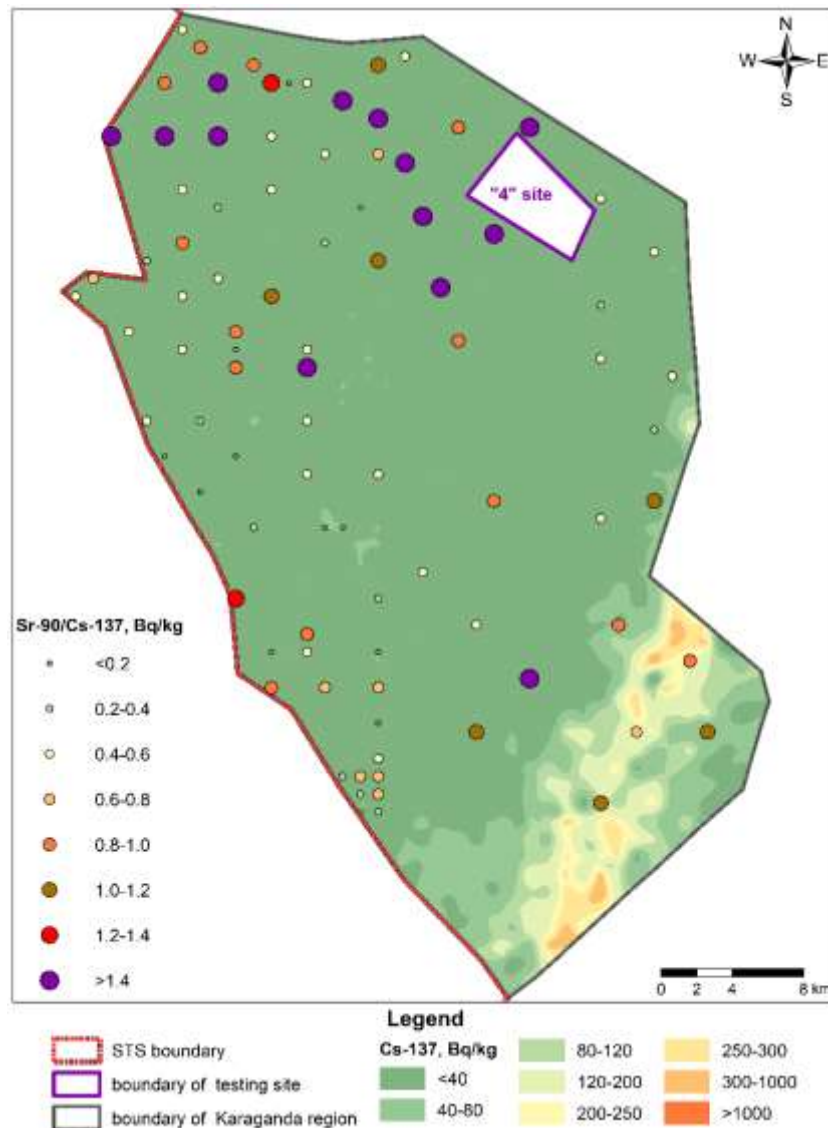 N
W E
S
"4" site
Sr-90/Cs-137, Bq/kg
<0.2
0.2-0.4
0.4-0.6
0.6-0.8
0.8-1.0
1.0-1.2
1.2-1.4
>1.4
0 2 4 8 km
Legend
STS boundary
boundary of testing site
boundary of Karaganda region
Cs-137, Bq/kg
<40
40-80
80-120
120-200
200-250
250-300
300-1000
>1000